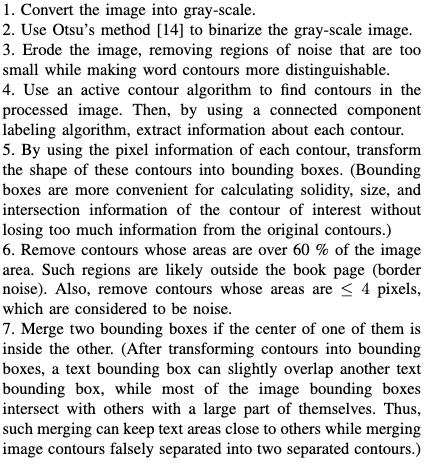 1. Convert the image into gray-scale.
2. Use Otsu's method [14] to binarize the gray-scale image.
3. Erode the image, removing regions of noise that are too
small while making word contours more distinguishable.
4. Use an active contour algorithm to find contours in the
processed image. Then, by using a connected component
labeling algorithm, extract information about each contour.
5. By using the pixel information of each contour, transform
the shape of these contours into bounding boxes. (Bounding
boxes are more convenient for calculating solidity, size, and
intersection information of the contour of interest without
losing too much information from the original contours.)
6. Remove contours whose areas are over 60 % of the image
area. Such regions are likely outside the book page (border
noise). Also, remove contours whose areas are ≤ 4 pixels,
which are considered to be noise.
7. Merge two bounding boxes if the center of one of them is
inside the other. (After transforming contours into bounding
boxes, a text bounding box can slightly overlap another text
bounding box, while most of the image bounding boxes
intersect with others with a large part of themselves. Thus,
such merging can keep text areas close to others while merging
image contours falsely separated into two separated contours.)